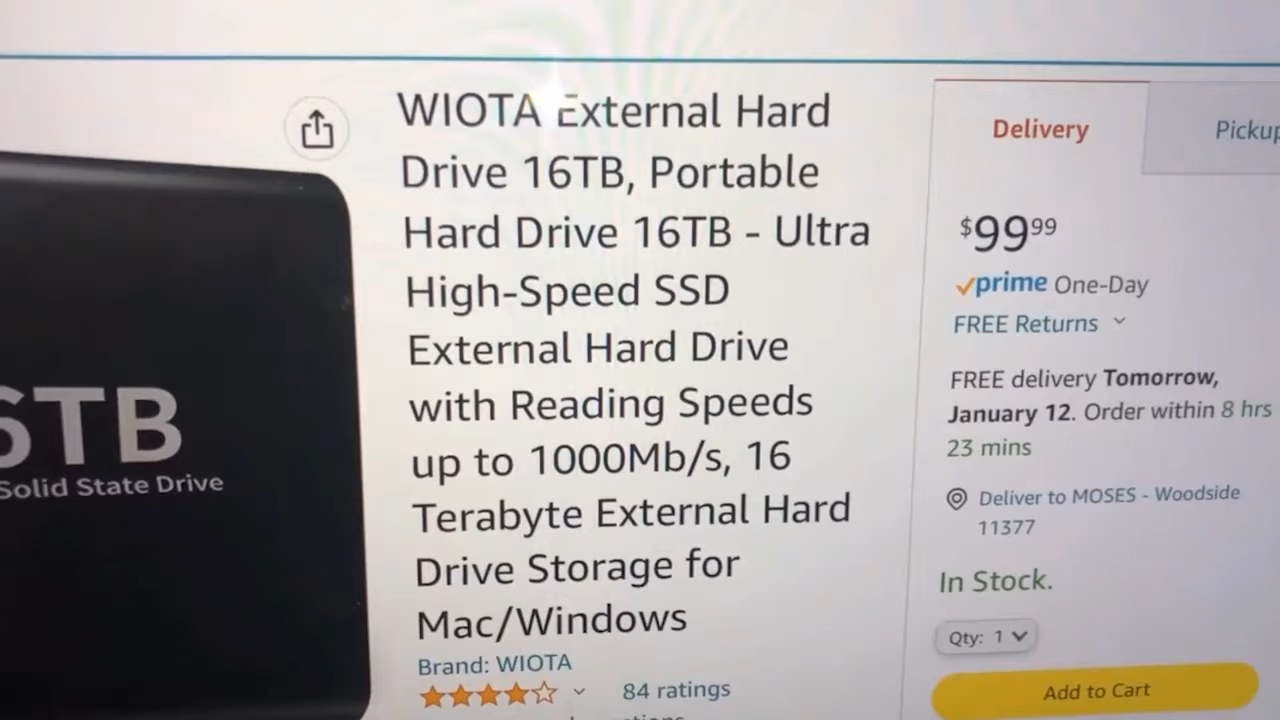 WIOTA External Hard
Drive 16TB, Portable
Hard Drive 16TB - Ultra
High-Speed SSD
External Hard Drive
with Reading Speeds
up to 1000Mb/s, 16
Terabyte External Hard
Drive Storage for
Mac/Windows
Brand: WIOTA
84 ratings
6TB
Solid State Drive
Delivery
Pickup
$99.99
prime One-Day
FREE Returns
FREE delivery Tomorrow,
January 12. Order within 8 hrs
23 mins
Deliver to MOSES - Woodside
11377
In Stock.
Qty: 1
Add to Cart